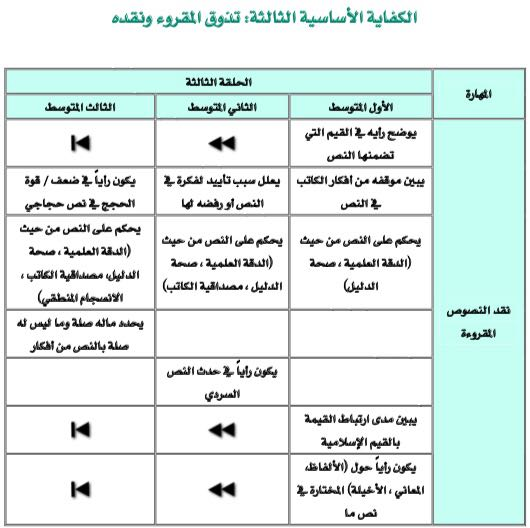 الكفاية الأساسية الثالثة: تذوق المقروء ونقده
المهارة
الحلقة الثالثة
الأول المتوسط
الثاني المتوسط
الثالث المتوسط
نقد النصوص
المقروءة
يوضح رأيه في القيم التي
تضمنها النص
يبين موقفه من أفكار الكاتب
في النص
يعلل سبب تأييد لفكرة في
النص أو رفضه لها
يكون رأياً في ضعف / قوة
الحجج في نص حجاجي
يحكم على النص من حيث
(الدقة العلمية ، صحة
الدليل)
يحكم على النص من حيث
(الدقة العلمية ، صحة
الدليل ، مصداقية الكاتب)
يحكم على النص من حيث
(الدقة العلمية ، صحة
الدليل، مصداقية الكاتب ،
الانسجام المنطقي)
يحدد ماله صلة وما ليس له
صلة بالنص من أفكار
يكون رأياً في حدث النص
السردي
يبين مدى ارتباط القيمة
بالقيم الإسلامية
يكون رأياً حول (الألفاظ،
المعاني ، الأخيلة) المختارة في
نص ما